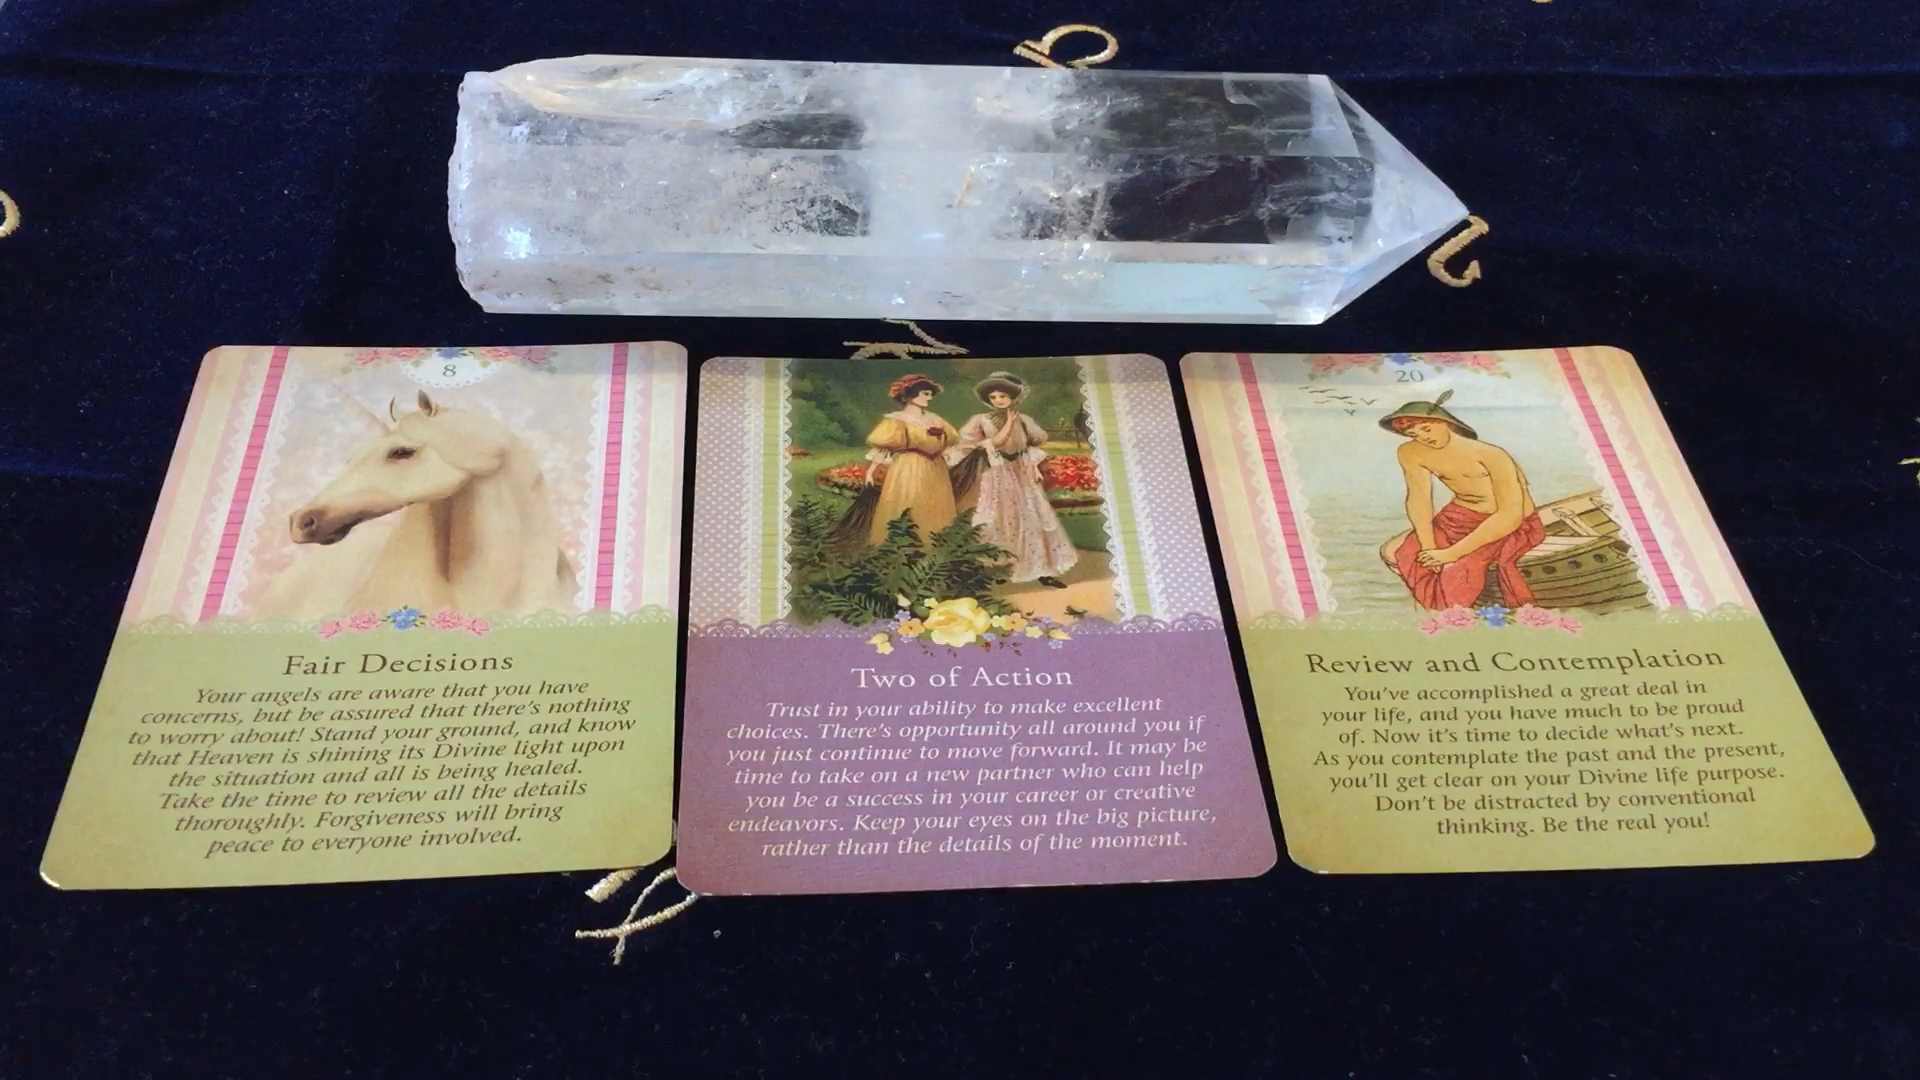 8
Fair Decisions
Your angels are aware that you have
concerns, but be assured that there's nothing
to worry about! Stand your ground, and know
that Heaven is shining its Divine light upon
the situation and all is being healed.
Take the time to review all the details
thoroughly. Forgiveness will bring
peace to everyone involved.
Two of Action
Trust in your ability to make excellent
choices. There's opportunity all around you if
you just continue to move forward. It may be
time to take on a new partner who can help
you be a success in your career or creative
endeavors. Keep your eyes on the big picture,
rather than the details of the moment.
20
Review and Contemplation
You've accomplished a great deal in
your life, and you have much to be proud
of. Now it's time to decide what's next.
As you contemplate the past and the present,
you'll get clear on your Divine life purpose.
Don't be distracted by conventional
thinking. Be the real you!